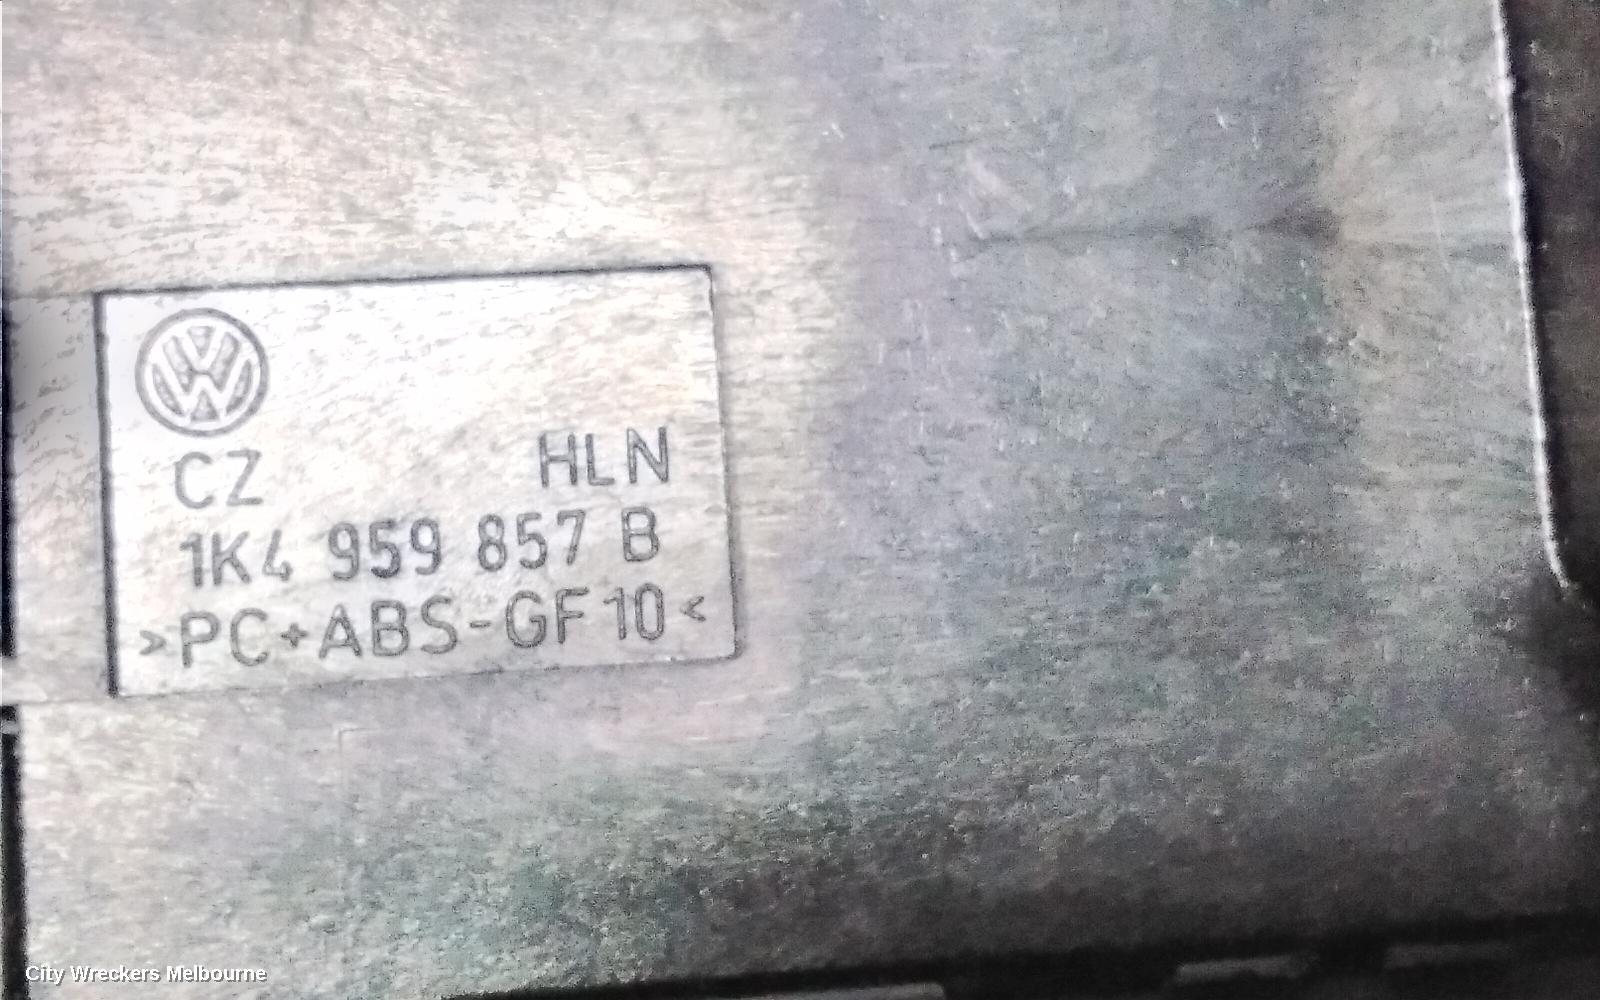 CZ HLN
1K4 959 857 B
>PC+ABS-GF10<
City Wreckers Melbourne